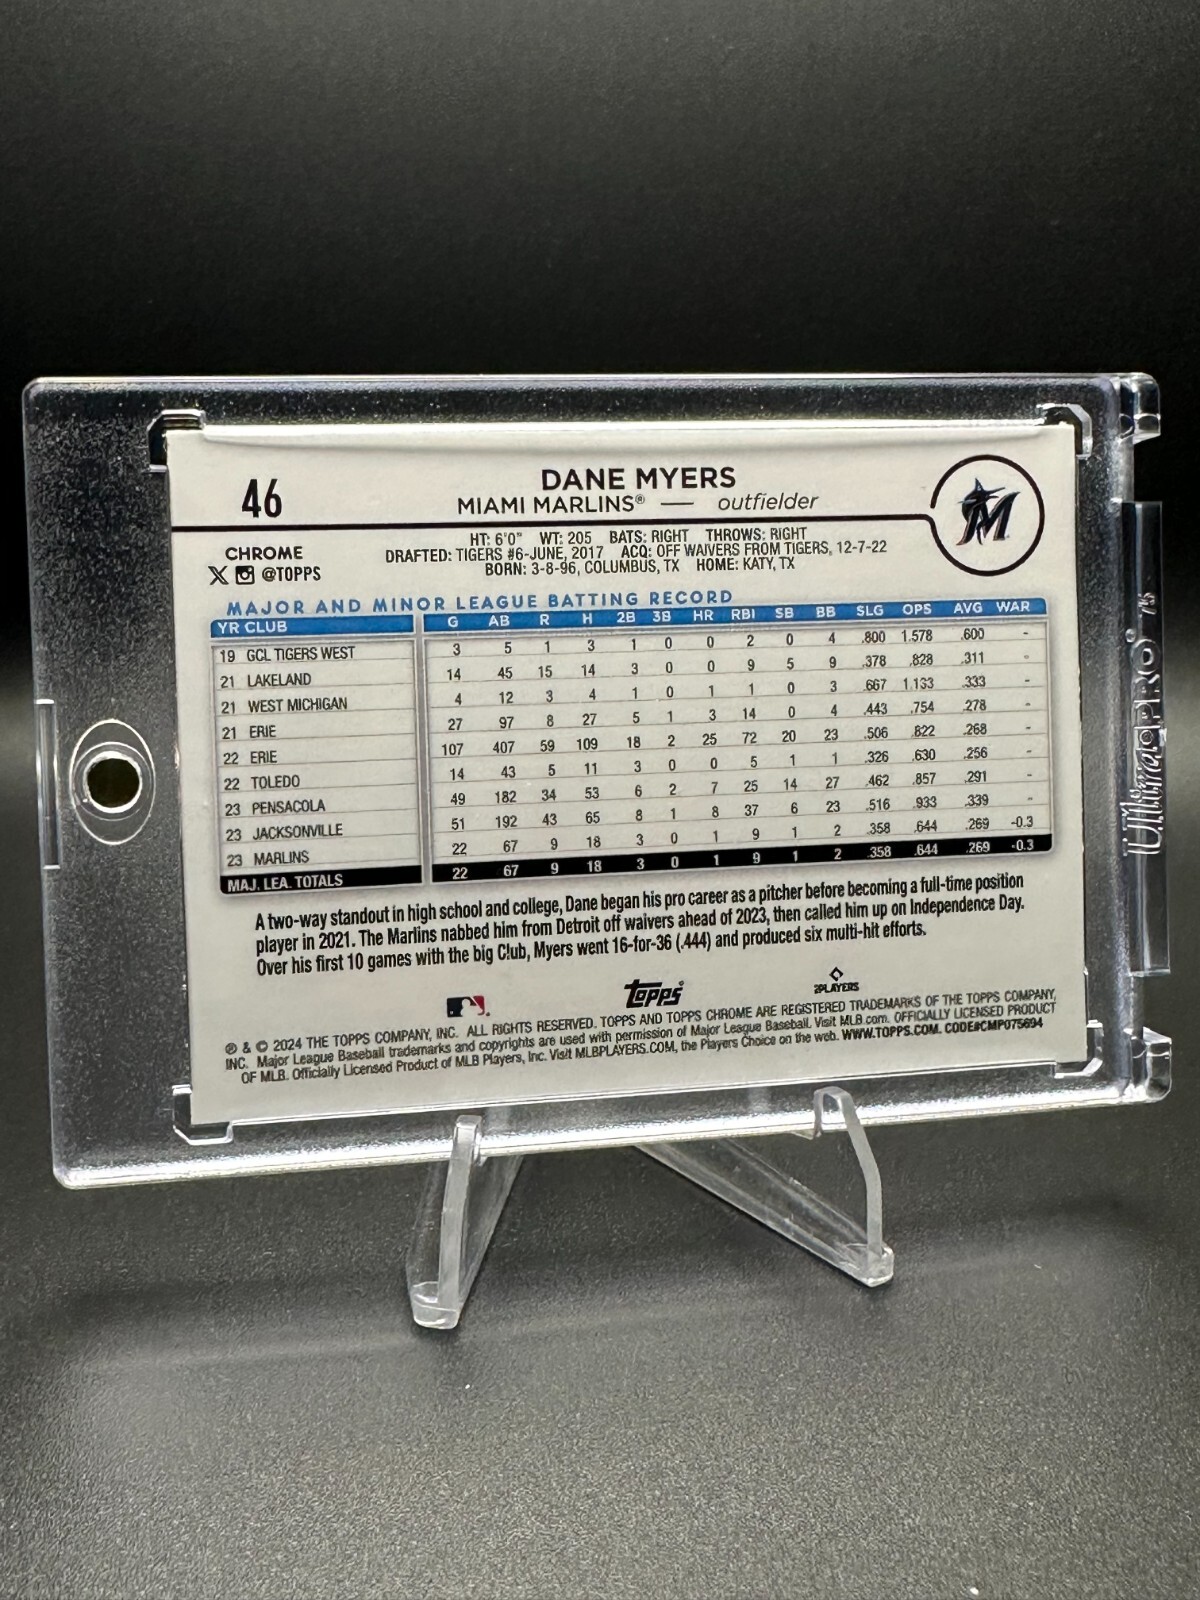 46
DANE MYERS
MIAMI MARLINS® — outfielder
M
CHROME
X @TOPPS
HT: 6'0" WT: 205 BATS: RIGHT THROWS: RIGHT
DRAFTED: TIGERS #6-JUNE, 2017 ACQ: OFF WAIVERS FROM TIGERS, 12-7-22
BORN: 3-8-96, COLUMBUS, TX HOME: KATY, TX
MAJOR AND MINOR LEAGUE BATTING RECORD
YR CLUB G AB R H 2B 3B HR RBI SB BB SLG OPS AVG WAR
19 GCL TIGERS WEST 3 5 1 3 1 0 0 2 0 4 .800 1.578 .600 -
21 LAKELAND 14 45 15 14 3 0 0 9 5 9 .378 .828 .311 -
21 WEST MICHIGAN 4 12 3 4 1 0 1 1 0 3 .667 1.133 .333 -
21 ERIE 27 97 8 27 5 1 3 14 0 4 .443 .754 .278 -
22 ERIE 107 407 59 109 18 2 25 72 20 23 .506 .822 .268 -
22 TOLEDO 14 43 5 11 3 0 0 5 1 1 .326 .630 .256 -
23 PENSACOLA 49 182 34 53 6 2 7 25 14 27 .462 .857 .291 -
23 JACKSONVILLE 51 192 43 65 8 1 8 37 6 23 .516 .933 .339 -
23 MARLINS 22 67 9 18 3 0 1 9 1 2 .358 .644 .269 -0.3
MAJ. LEA. TOTALS 22 67 9 18 3 0 1 9 1 2 .358 .644 .269 -0.3
A two-way standout in high school and college, Dane began his pro career as a pitcher before becoming a full-time position
player in 2021. The Marlins nabbed him from Detroit off waivers ahead of 2023, then called him up on Independence Day.
Over his first 10 games with the big Club, Myers went 16-for-36 (.444) and produced six multi-hit efforts.
topps
PLAYERS
® & © 2024 THE TOPPS COMPANY, INC. ALL RIGHTS RESERVED. TOPPS AND TOPPS CHROME ARE REGISTERED TRADEMARKS OF THE TOPPS COMPANY,
INC. Major League Baseball trademarks and copyrights are used with permission of Major League Baseball. Visit MLB.com. OFFICIALLY LICENSED PRODUCT
OF MLB. Officially Licensed Product of MLB Players, Inc. Visit MLBPLAYERS.COM, the Players Choice on the web. WWW.TOPPS.COM. CODE#CMP075694
Ultra•PRO®